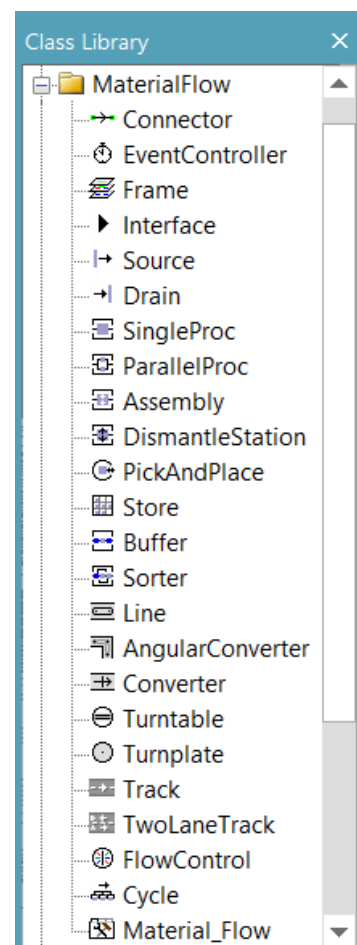 Class Library
MaterialFlow
Connector
EventController
Frame
Interface
Source
Drain
SingleProc
ParallelProc
Assembly
DismantleStation
PickAndPlace
Store
Buffer
Sorter
Line
AngularConverter
Converter
Turntable
Turnplate
Track
TwoLaneTrack
FlowControl
Cycle
Material_Flow